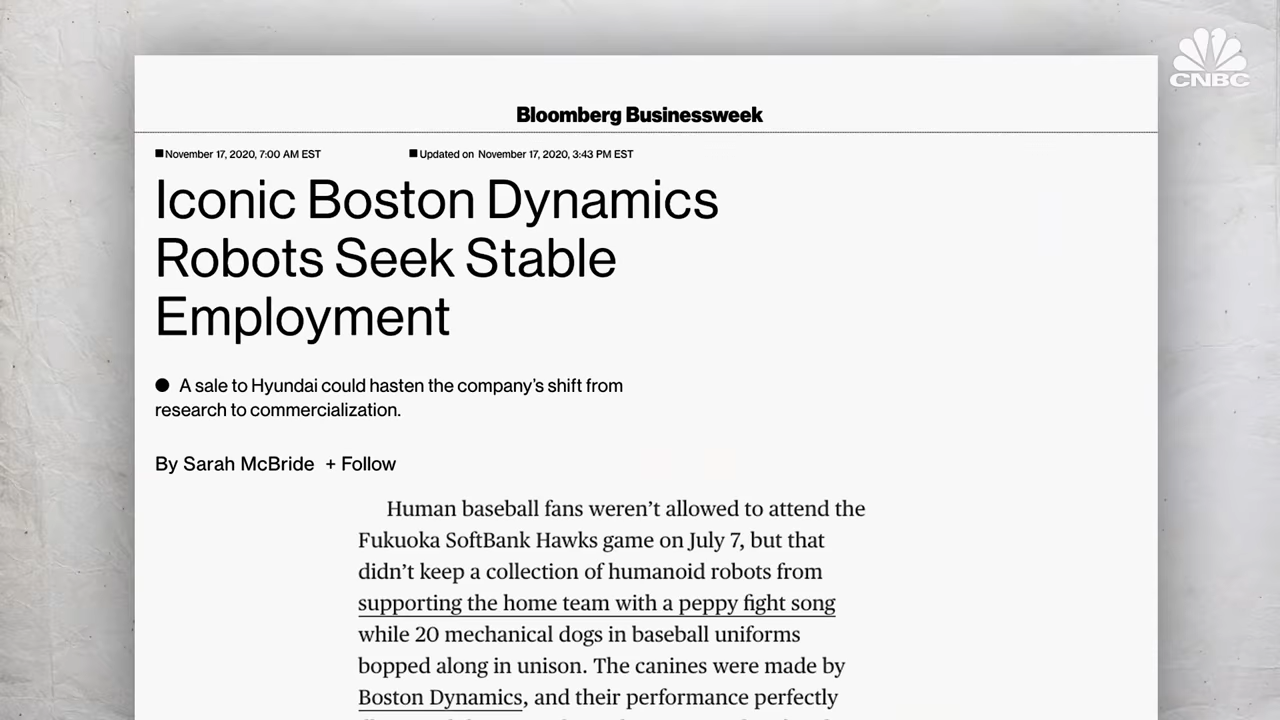 CNBC
Bloomberg Businessweek
November 17, 2020, 7:00 AM EST
Updated on November 17, 2020, 3:43 PM EST
Iconic Boston Dynamics
Robots Seek Stable
Employment
A sale to Hyundai could hasten the company’s shift from
research to commercialization.
By Sarah McBride + Follow
Human baseball fans weren’t allowed to attend the
Fukuoka SoftBank Hawks game on July 7, but that
didn’t keep a collection of humanoid robots from
supporting the home team with a peppy fight song
while 20 mechanical dogs in baseball uniforms
bopped along in unison. The canines were made by
Boston Dynamics, and their performance perfectly